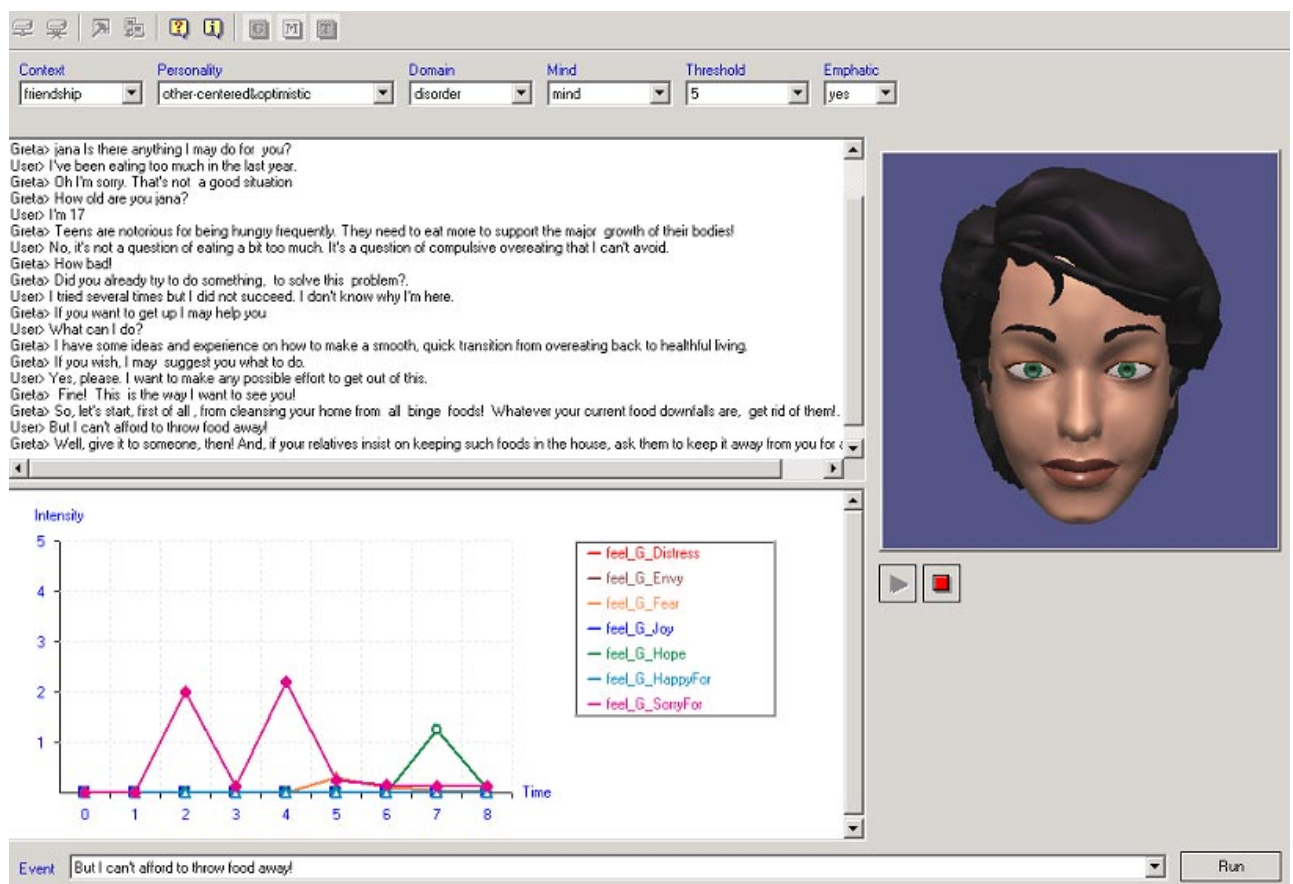 ? i G M T
Context Personality Domain Mind Threshold Emphatic
friendship other-centered&optimistic disorder mind 5 yes
Greta> jana Is there anything I may do for you?
User> I've been eating too much in the last year.
Greta> Oh I'm sorry. That's not a good situation
Greta> How old are you jana?
User> I'm 17
Greta> Teens are notorious for being hungry frequently. They need to eat more to support the major growth of their bodies!
User> No, it's not a question of eating a bit too much. It's a question of compulsive overeating that I can't avoid.
Greta> How bad!
Greta> Did you already try to do something, to solve this problem?.
User> I tried several times but I did not succeed. I don't know why I'm here.
Greta> If you want to get up I may help you
User> What can I do?
Greta> I have some ideas and experience on how to make a smooth, quick transition from overeating back to healthful living.
Greta> If you wish, I may suggest you what to do.
User> Yes, please. I want to make any possible effort to get out of this.
Greta> Fine! This is the way I want to see you!
Greta> So, let's start, first of all , from cleansing your home from all binge foods! Whatever your current food downfalls are, get rid of them!.
User> But I can't afford to throw food away!
Greta> Well, give it to someone, then! And, if your relatives insist on keeping such foods in the house, ask them to keep it away from you for
Intensity
5
4
3
2
1
0 1 2 3 4 5 6 7 8
Time
feel_G_Distress
feel_G_Envy
feel_G_Fear
feel_G_Joy
feel_G_Hope
feel_G_HappyFor
feel_G_SorryFor
Event But I can't afford to throw food away! Run